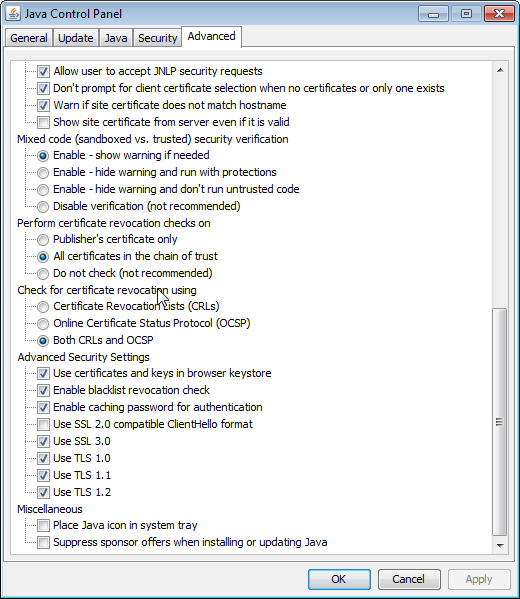 Java Control Panel
General Update Java Security Advanced
Allow user to accept JNLP security requests
Don't prompt for client certificate selection when no certificates or only one exists
Warn if site certificate does not match hostname
Show site certificate from server even if it is valid
Mixed code (sandboxed vs. trusted) security verification
Enable - show warning if needed
Enable - hide warning and run with protections
Enable - hide warning and don't run untrusted code
Disable verification (not recommended)
Perform certificate revocation checks on
Publisher's certificate only
All certificates in the chain of trust
Do not check (not recommended)
Check for certificate revocation using
Certificate Revocation Lists (CRLs)
Online Certificate Status Protocol (OCSP)
Both CRLs and OCSP
Advanced Security Settings
Use certificates and keys in browser keystore
Enable blacklist revocation check
Enable caching password for authentication
Use SSL 2.0 compatible ClientHello format
Use SSL 3.0
Use TLS 1.0
Use TLS 1.1
Use TLS 1.2
Miscellaneous
Place Java icon in system tray
Suppress sponsor offers when installing or updating Java
OK Cancel Apply